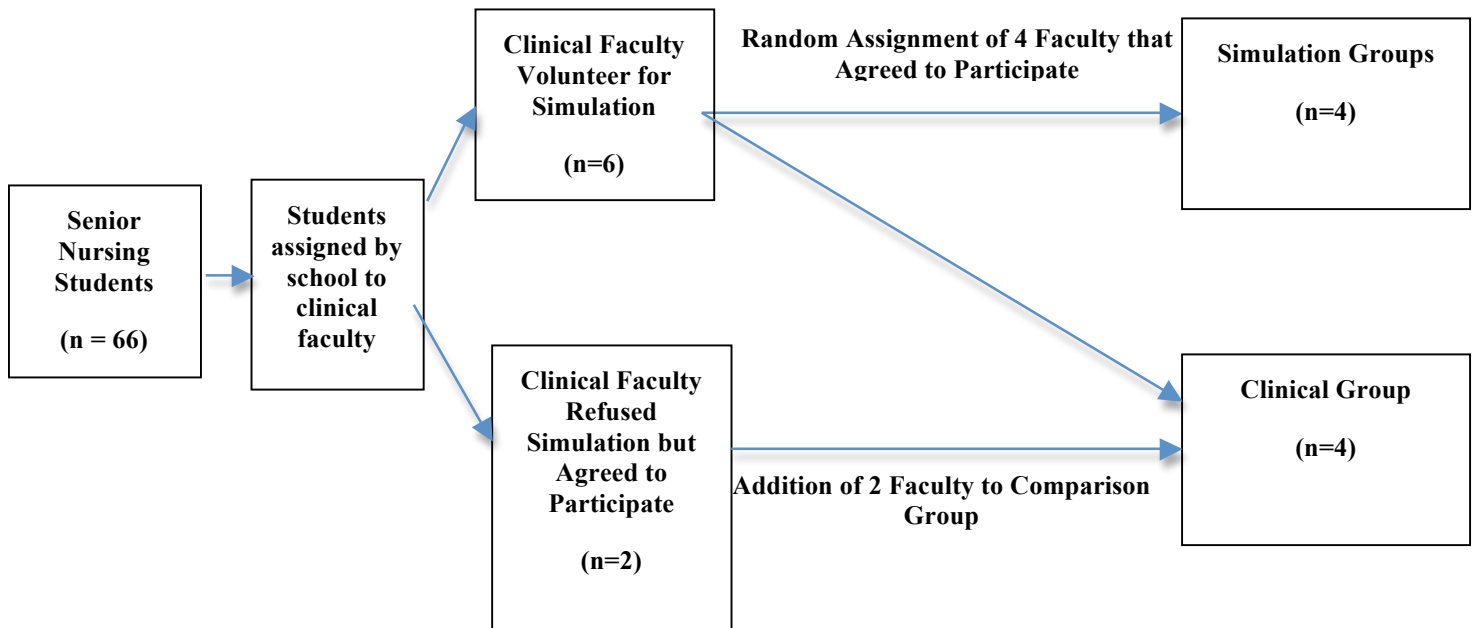 Senior
Nursing
Students
(n = 66)
Students
assigned by
school to
clinical
faculty
Clinical Faculty
Volunteer for
Simulation
(n=6)
Clinical Faculty
Refused
Simulation but
Agreed to
Participate
(n=2)
Random Assignment of 4 Faculty that
Agreed to Participate
Addition of 2 Faculty to Comparison
Group
Simulation Groups
(n=4)
Clinical Group
(n=4)